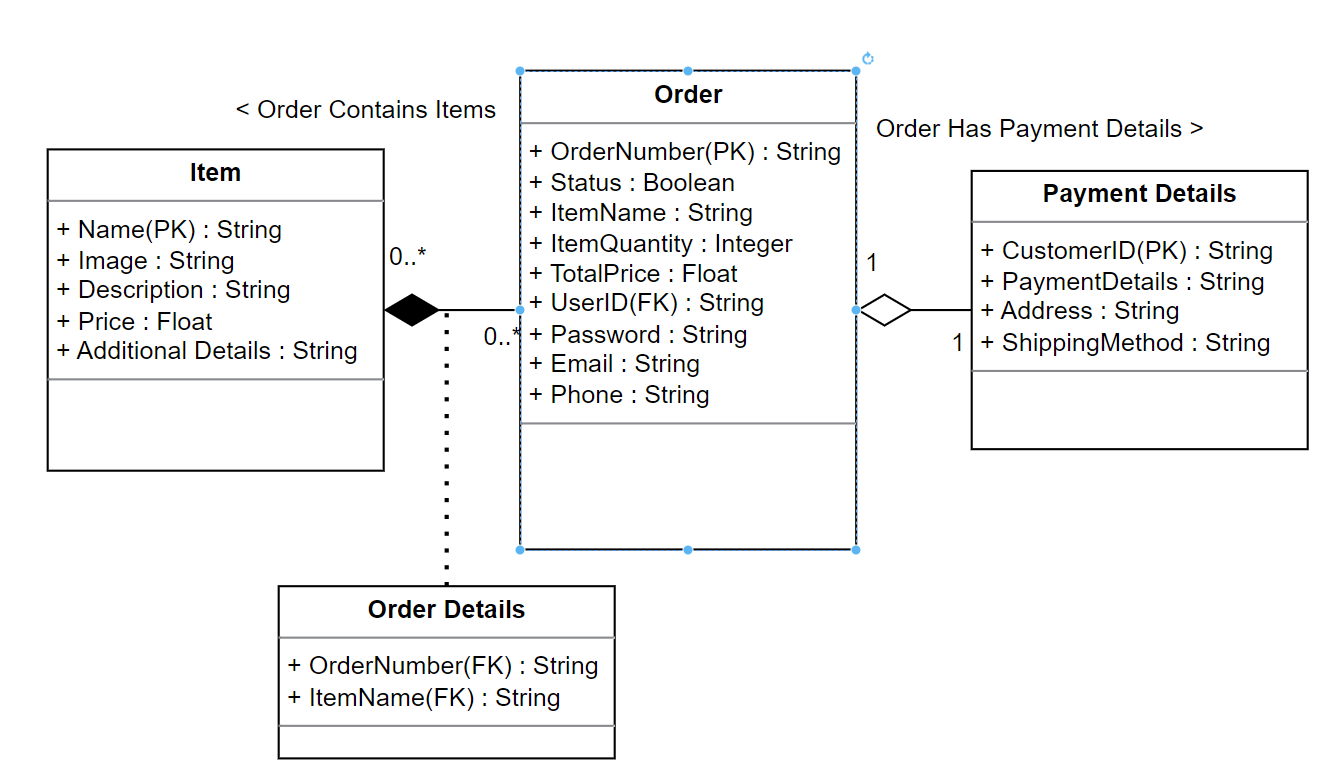 < Order Contains Items
Item
+ Name(PK) : String
+ Image : String
+ Description : String
+ Price : Float
+ Additional Details : String
0..*
0..*
Order
+ OrderNumber(PK) : String
+ Status : Boolean
+ ItemName : String
+ ItemQuantity : Integer
+ TotalPrice : Float
+ UserID(FK) : String
+ Password : String
+ Email : String
+ Phone : String
Order Has Payment Details >
1
1
Payment Details
+ CustomerID(PK) : String
+ PaymentDetails : String
+ Address : String
+ ShippingMethod : String
Order Details
+ OrderNumber(FK) : String
+ ItemName(FK) : String